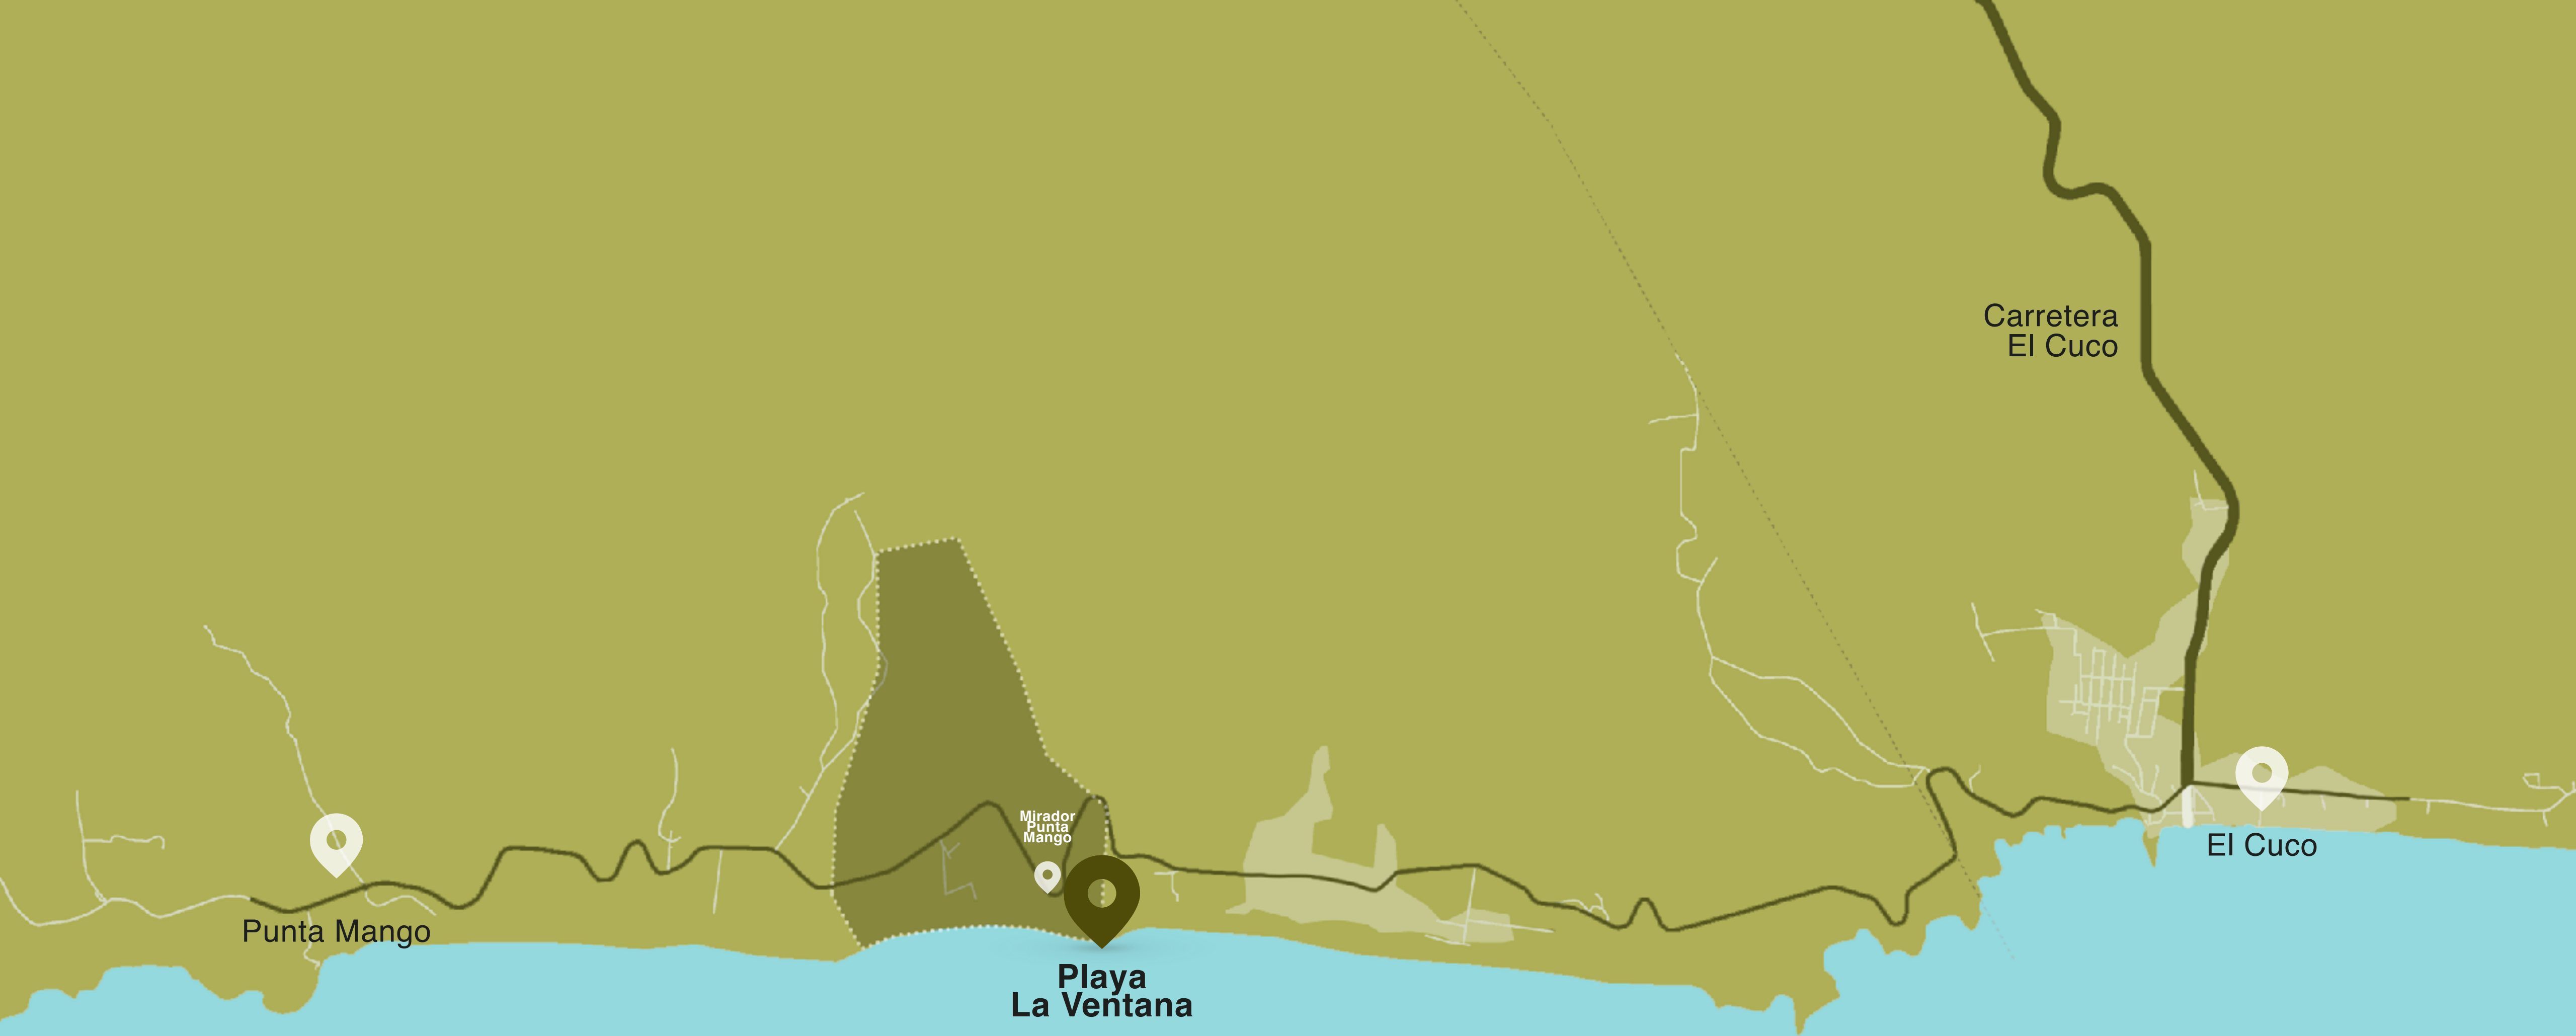 Carretera
El Cuco
Mirador
Punta
Mango
El Cuco
Punta Mango
Playa
La Ventana